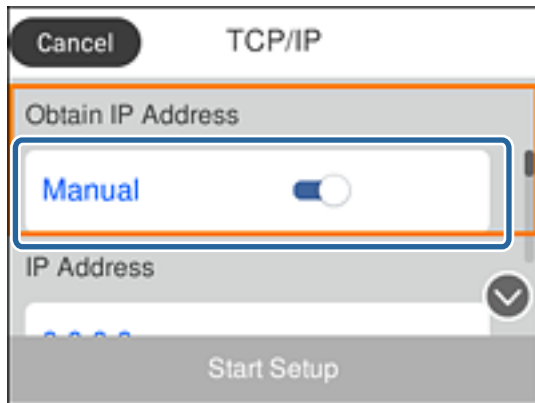 Cancel
TCP/IP
Obtain IP Address
Manual
IP Address
Start Setup